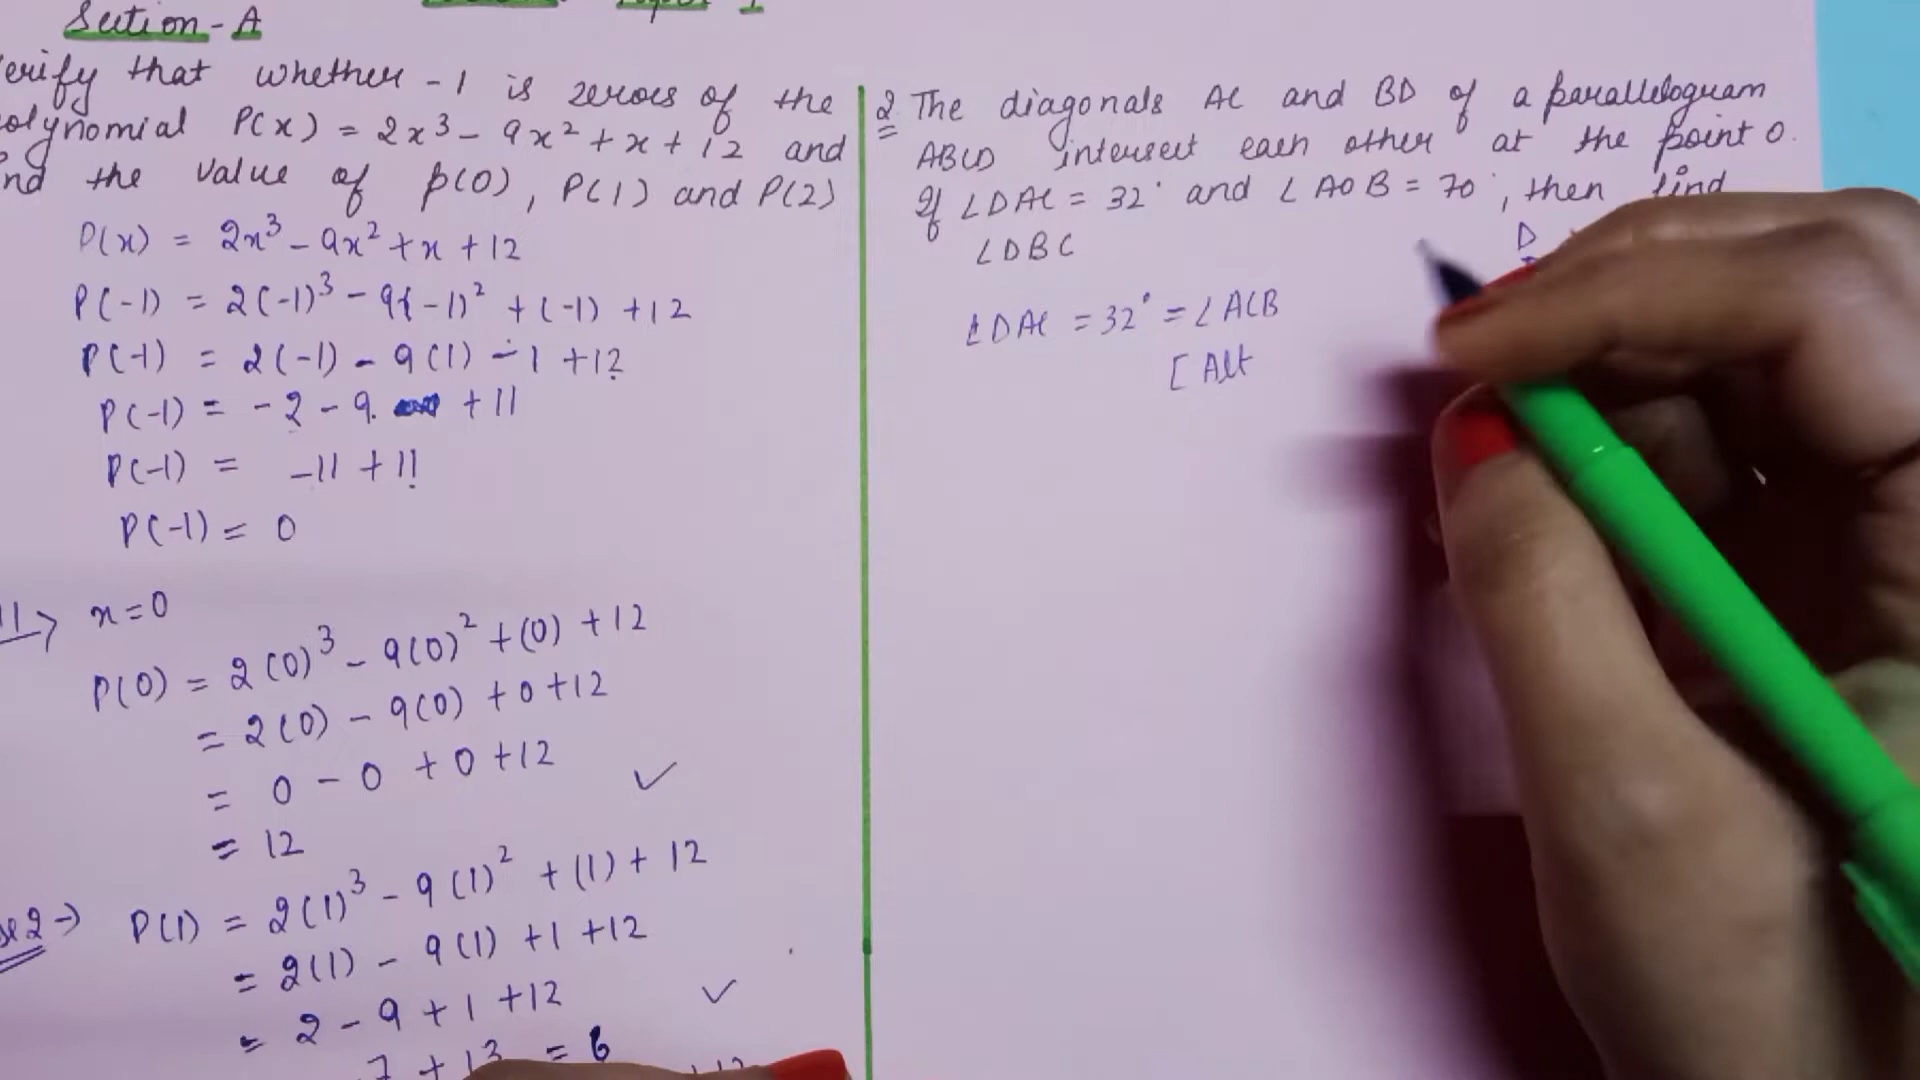 Section - A
erify that whether -1 is zeroes of the
olynomial P(x) = 2x³ - 9x² + x + 12 and
nd the value of p(0), P(1) and P(2)
P(x) = 2x³ - 9x² + x + 12
P(-1) = 2(-1)³ - 9(-1)² + (-1) + 12
P(-1) = 2(-1) - 9(1) - 1 + 12
P(-1) = -2 - 9 + 11
P(-1) = -11 + 11
P(-1) = 0
x = 0
P(0) = 2(0)³ - 9(0)² + (0) + 12
= 2(0) - 9(0) + 0 + 12
= 0 - 0 + 0 + 12
= 12
se 2 → P(1) = 2(1)³ - 9(1)² + (1) + 12
= 2(1) - 9(1) + 1 + 12
= 2 - 9 + 1 + 12
7 + 13 = 6
2. The diagonals AC and BD of a parallelogram
ABCD intersect each other at the point O.
If ∠DAC = 32° and ∠AOB = 70°, then find
∠DBC
D
∠DAC = 32° = ∠ACB
[Alt